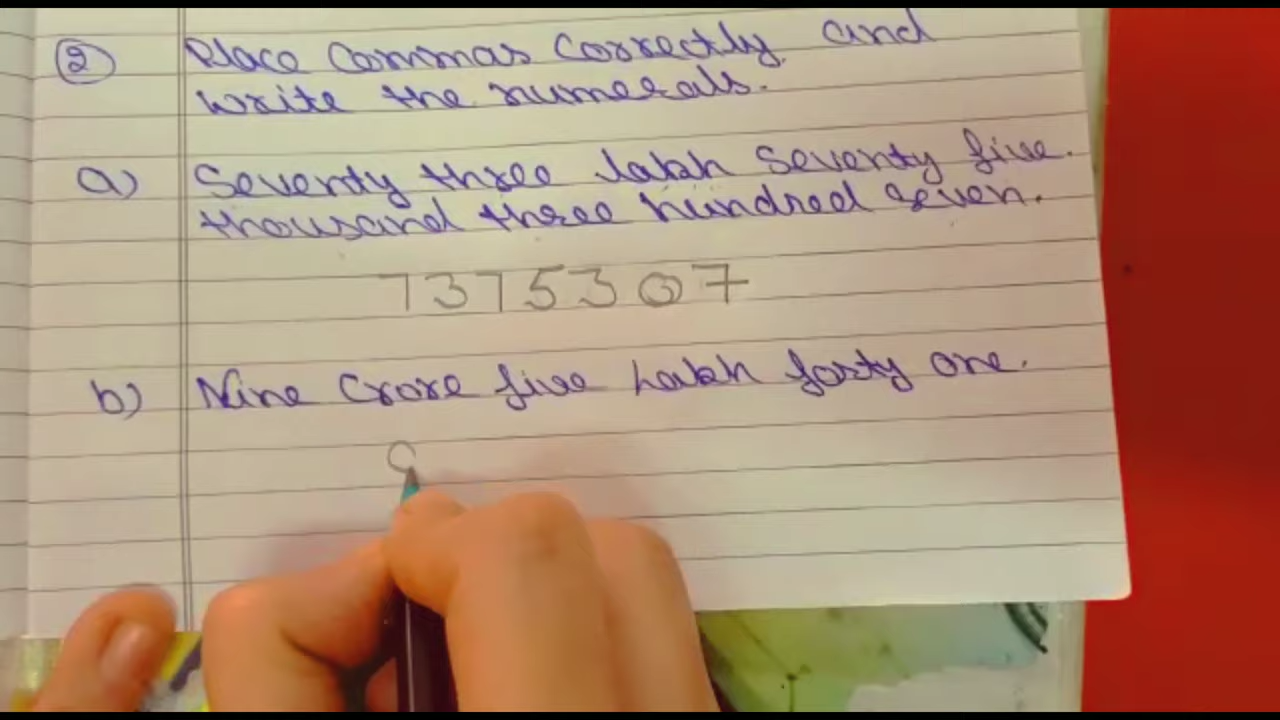 2 Place Commas Correctly, and
write the numerals.
a) Seventy three lakh Seventy five.
thousand three hundred seven.
7375307
b) Nine Crore five Lakh forty one.
9